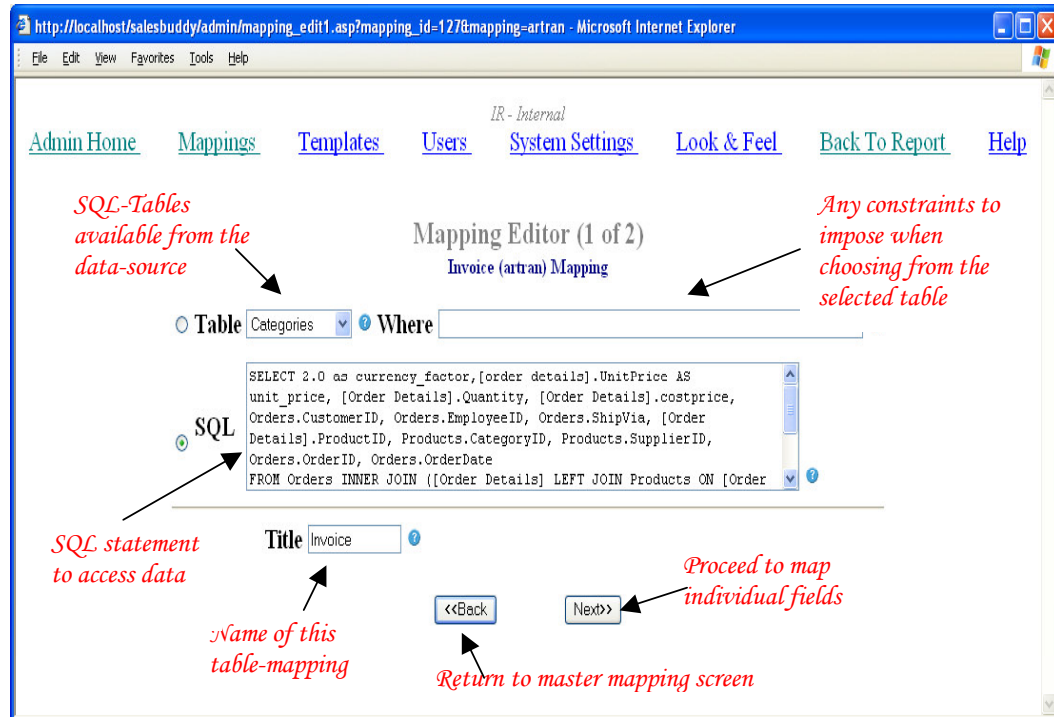 http://localhost/salesbuddy/admin/mapping_edit1.asp?mapping_id=127&mapping=artran - Microsoft Internet Explorer
File Edit View Favorites Tools Help
IR - Internal
Admin Home Mappings Templates Users System Settings Look & Feel Back To Report Help
SQL-Tables
available from the
data-source
Any constraints to
impose when
choosing from the
selected table
Mapping Editor (1 of 2)
Invoice (artran) Mapping
Table Categories ? Where
SQL
SELECT 2.0 as currency_factor,[order details].UnitPrice AS
unit_price, [Order Details].Quantity, [Order Details].costprice,
Orders.CustomerID, Orders.EmployeeID, Orders.ShipVia, [Order
Details].ProductID, Products.CategoryID, Products.SupplierID,
Orders.OrderID, Orders.OrderDate
FROM Orders INNER JOIN ([Order Details] LEFT JOIN Products ON [Order
?
SQL statement
to access data
Title Invoice ?
Name of this
table-mapping
<<Back Next>>
Proceed to map
individual fields
Return to master mapping screen